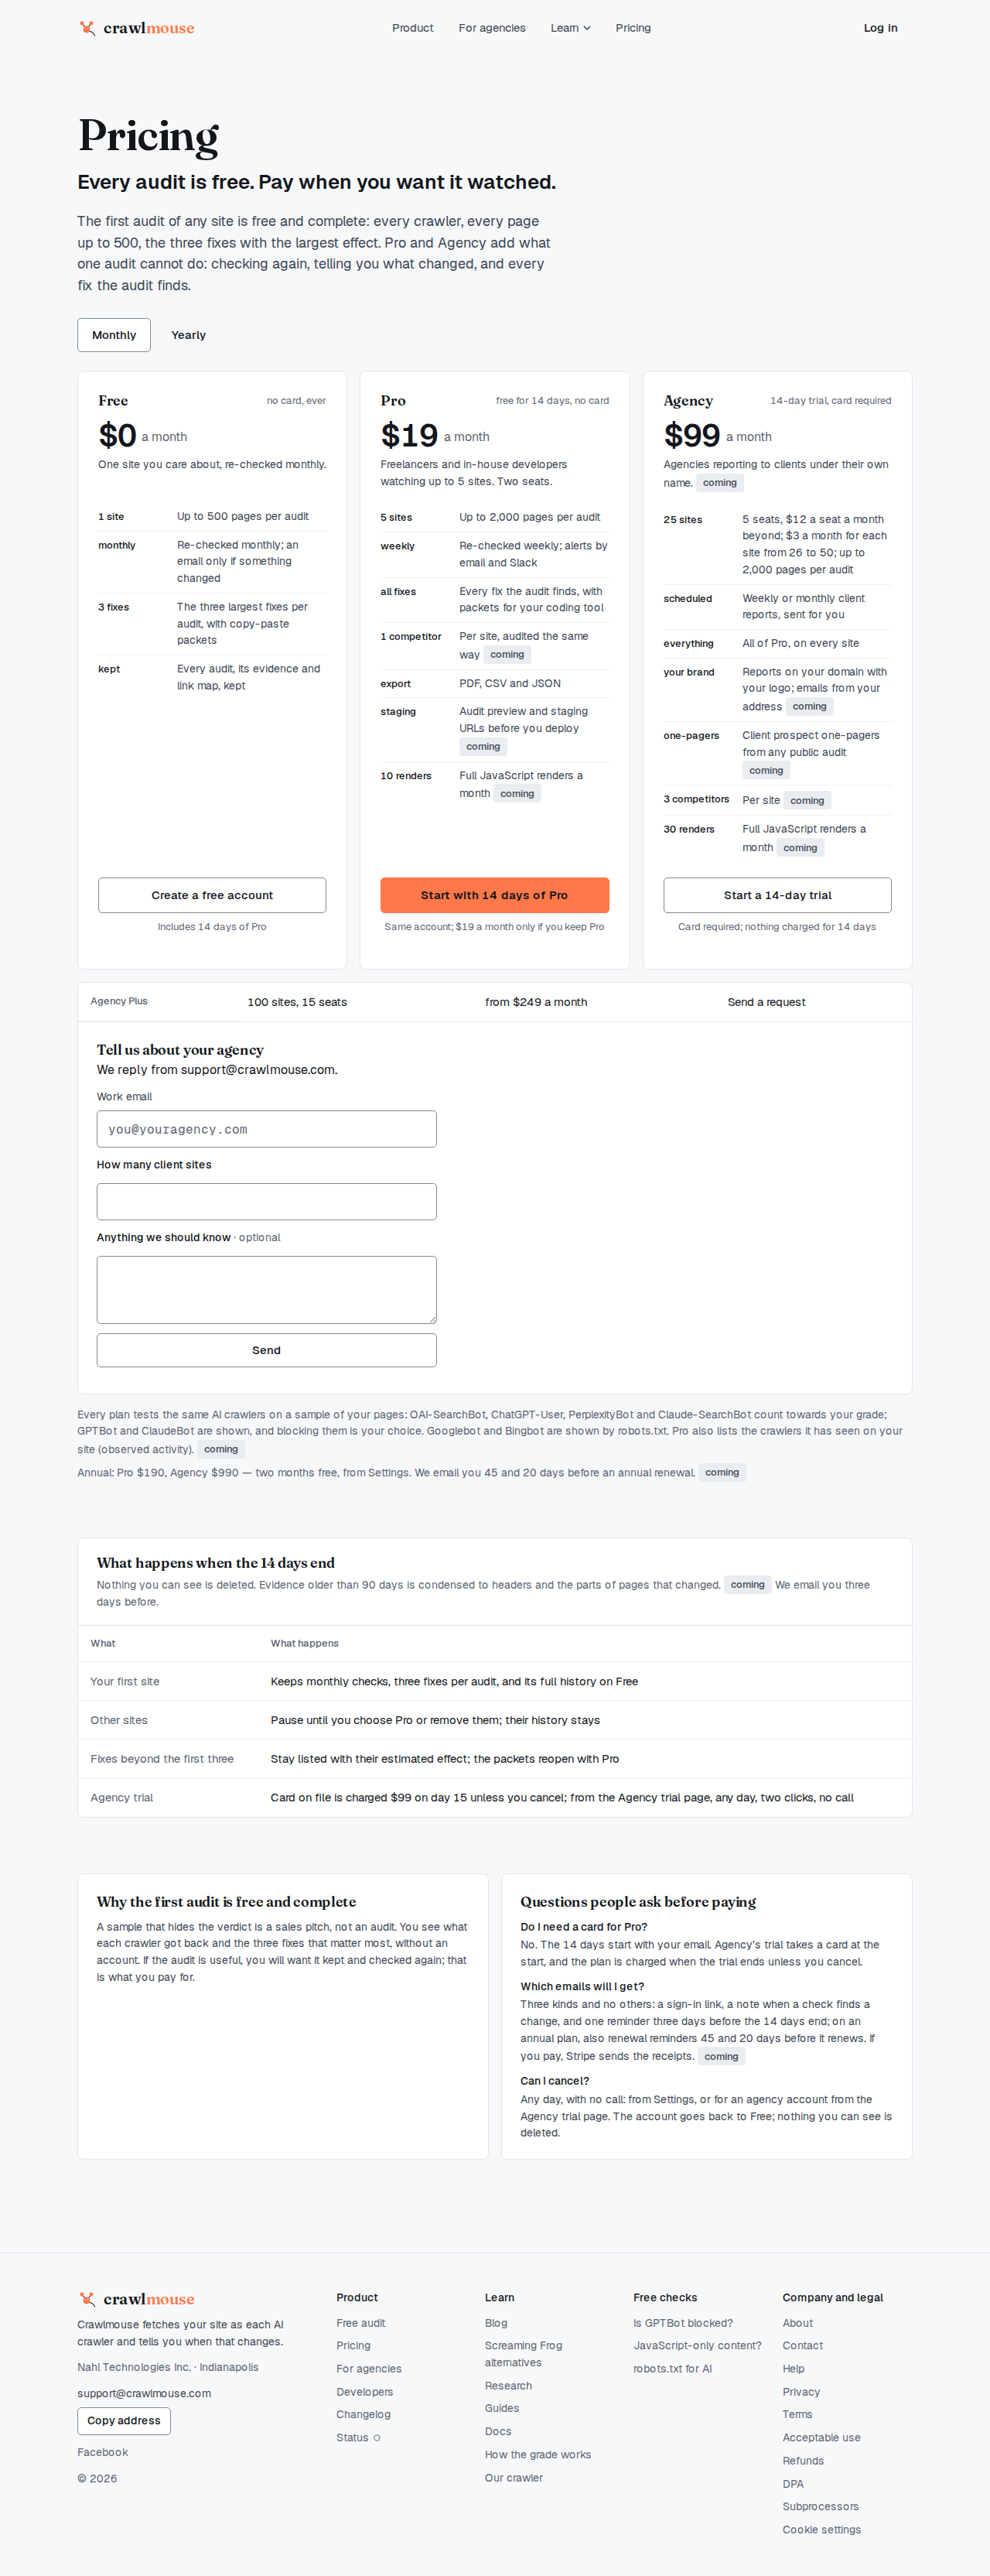 crawlmouse
Product
For agencies
Learn
Pricing
Log in
Pricing
Every audit is free. Pay when you want it watched.
The first audit of any site is free and complete: every crawler, every page
up to 500, the three fixes with the largest effect. Pro and Agency add what
one audit cannot do: checking again, telling you what changed, and every
fix the audit finds.
Monthly
Yearly
Free
no card, ever
$0 a month
One site you care about, re-checked monthly.
1 site
Up to 500 pages per audit
monthly
Re-checked monthly; an
email only if something
changed
3 fixes
The three largest fixes per
audit, with copy-paste
packets
kept
Every audit, its evidence and
link map, kept
Create a free account
Includes 14 days of Pro
Pro
free for 14 days, no card
$19 a month
Freelancers and in-house developers
watching up to 5 sites. Two seats.
5 sites
Up to 2,000 pages per audit
weekly
Re-checked weekly; alerts by
email and Slack
all fixes
Every fix the audit finds, with
packets for your coding tool
1 competitor
Per site, audited the same
way coming
export
PDF, CSV and JSON
staging
Audit preview and staging
URLs before you deploy
coming
10 renders
Full JavaScript renders a
month coming
Start with 14 days of Pro
Same account; $19 a month only if you keep Pro
Agency
14-day trial, card required
$99 a month
Agencies reporting to clients under their own
name. coming
25 sites
5 seats, $12 a seat a month
beyond; $3 a month for each
site from 26 to 50; up to
2,000 pages per audit
scheduled
Weekly or monthly client
reports, sent for you
everything
All of Pro, on every site
your brand
Reports on your domain with
your logo; emails from your
address coming
one-pagers
Client prospect one-pagers
from any public audit
coming
3 competitors
Per site coming
30 renders
Full JavaScript renders a
month coming
Start a 14-day trial
Card required; nothing charged for 14 days
Agency Plus
100 sites, 15 seats
from $249 a month
Send a request
Tell us about your agency
We reply from support@crawlmouse.com.
Work email
you@youragency.com
How many client sites
Anything we should know · optional
Send
Every plan tests the same AI crawlers on a sample of your pages: OAI-SearchBot, ChatGPT-User, PerplexityBot and Claude-SearchBot count towards your grade;
GPTBot and ClaudeBot are shown, and blocking them is your choice. Googlebot and Bingbot are shown by robots.txt. Pro also lists the crawlers it has seen on your
site (observed activity). coming
Annual: Pro $190, Agency $990 — two months free, from Settings. We email you 45 and 20 days before an annual renewal. coming
What happens when the 14 days end
Nothing you can see is deleted. Evidence older than 90 days is condensed to headers and the parts of pages that changed. coming We email you three
days before.
What
What happens
Your first site
Keeps monthly checks, three fixes per audit, and its full history on Free
Other sites
Pause until you choose Pro or remove them; their history stays
Fixes beyond the first three
Stay listed with their estimated effect; the packets reopen with Pro
Agency trial
Card on file is charged $99 on day 15 unless you cancel; from the Agency trial page, any day, two clicks, no call
Why the first audit is free and complete
A sample that hides the verdict is a sales pitch, not an audit. You see what
each crawler got back and the three fixes that matter most, without an
account. If the audit is useful, you will want it kept and checked again; that
is what you pay for.
Questions people ask before paying
Do I need a card for Pro?
No. The 14 days start with your email. Agency's trial takes a card at the
start, and the plan is charged when the trial ends unless you cancel.
Which emails will I get?
Three kinds and no others: a sign-in link, a note when a check finds a
change, and one reminder three days before the 14 days end; on an
annual plan, also renewal reminders 45 and 20 days before it renews. If
you pay, Stripe sends the receipts. coming
Can I cancel?
Any day, with no call: from Settings, or for an agency account from the
Agency trial page. The account goes back to Free; nothing you can see is
deleted.
crawlmouse
Crawlmouse fetches your site as each AI
crawler and tells you when that changes.
Nahl Technologies Inc. · Indianapolis
support@crawlmouse.com
Copy address
Facebook
© 2026
Product
Free audit
Pricing
For agencies
Developers
Changelog
Status
Learn
Blog
Screaming Frog
alternatives
Research
Guides
Docs
How the grade works
Our crawler
Free checks
Is GPTBot blocked?
JavaScript-only content?
robots.txt for AI
Company and legal
About
Contact
Help
Privacy
Terms
Acceptable use
Refunds
DPA
Subprocessors
Cookie settings